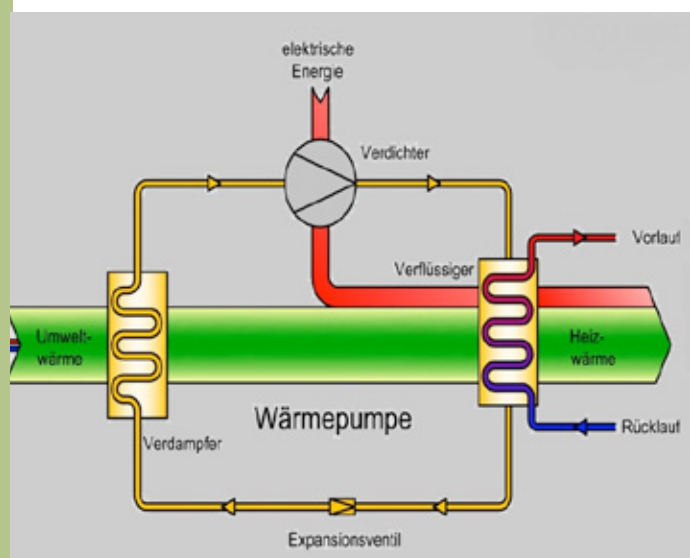 elektrische
Energie
Verdichter
Vorlauf
Verflüssiger
Umwelt-
wärme
Heiz-
wärme
Wärmepumpe
Rücklauf
Verdampfer
Expansionsventil